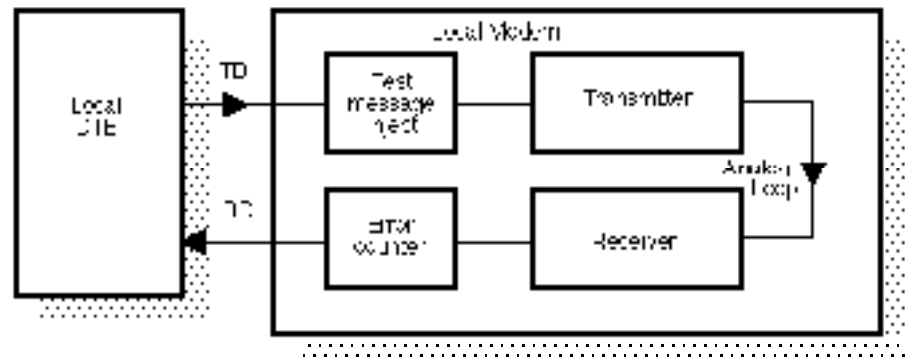 Local Modem
TD
Local
DTE
Test
message
inject
Transmitter
Analog
Loop
RD
Error
counter
Receiver